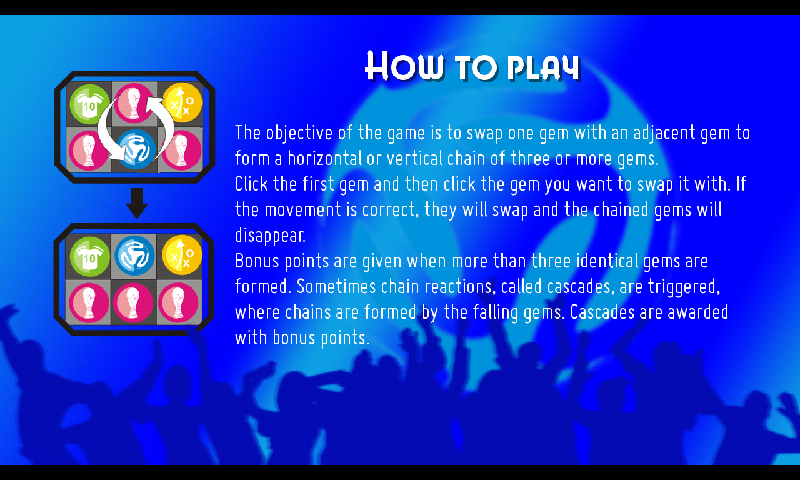 How to play
10
X O
X
The objective of the game is to swap one gem with an adjacent gem to
form a horizontal or vertical chain of three or more gems.
Click the first gem and then click the gem you want to swap it with. If
the movement is correct, they will swap and the chained gems will
disappear.
Bonus points are given when more than three identical gems are
formed. Sometimes chain reactions, called cascades, are triggered,
where chains are formed by the falling gems. Cascades are awarded
with bonus points.
10
X O
X